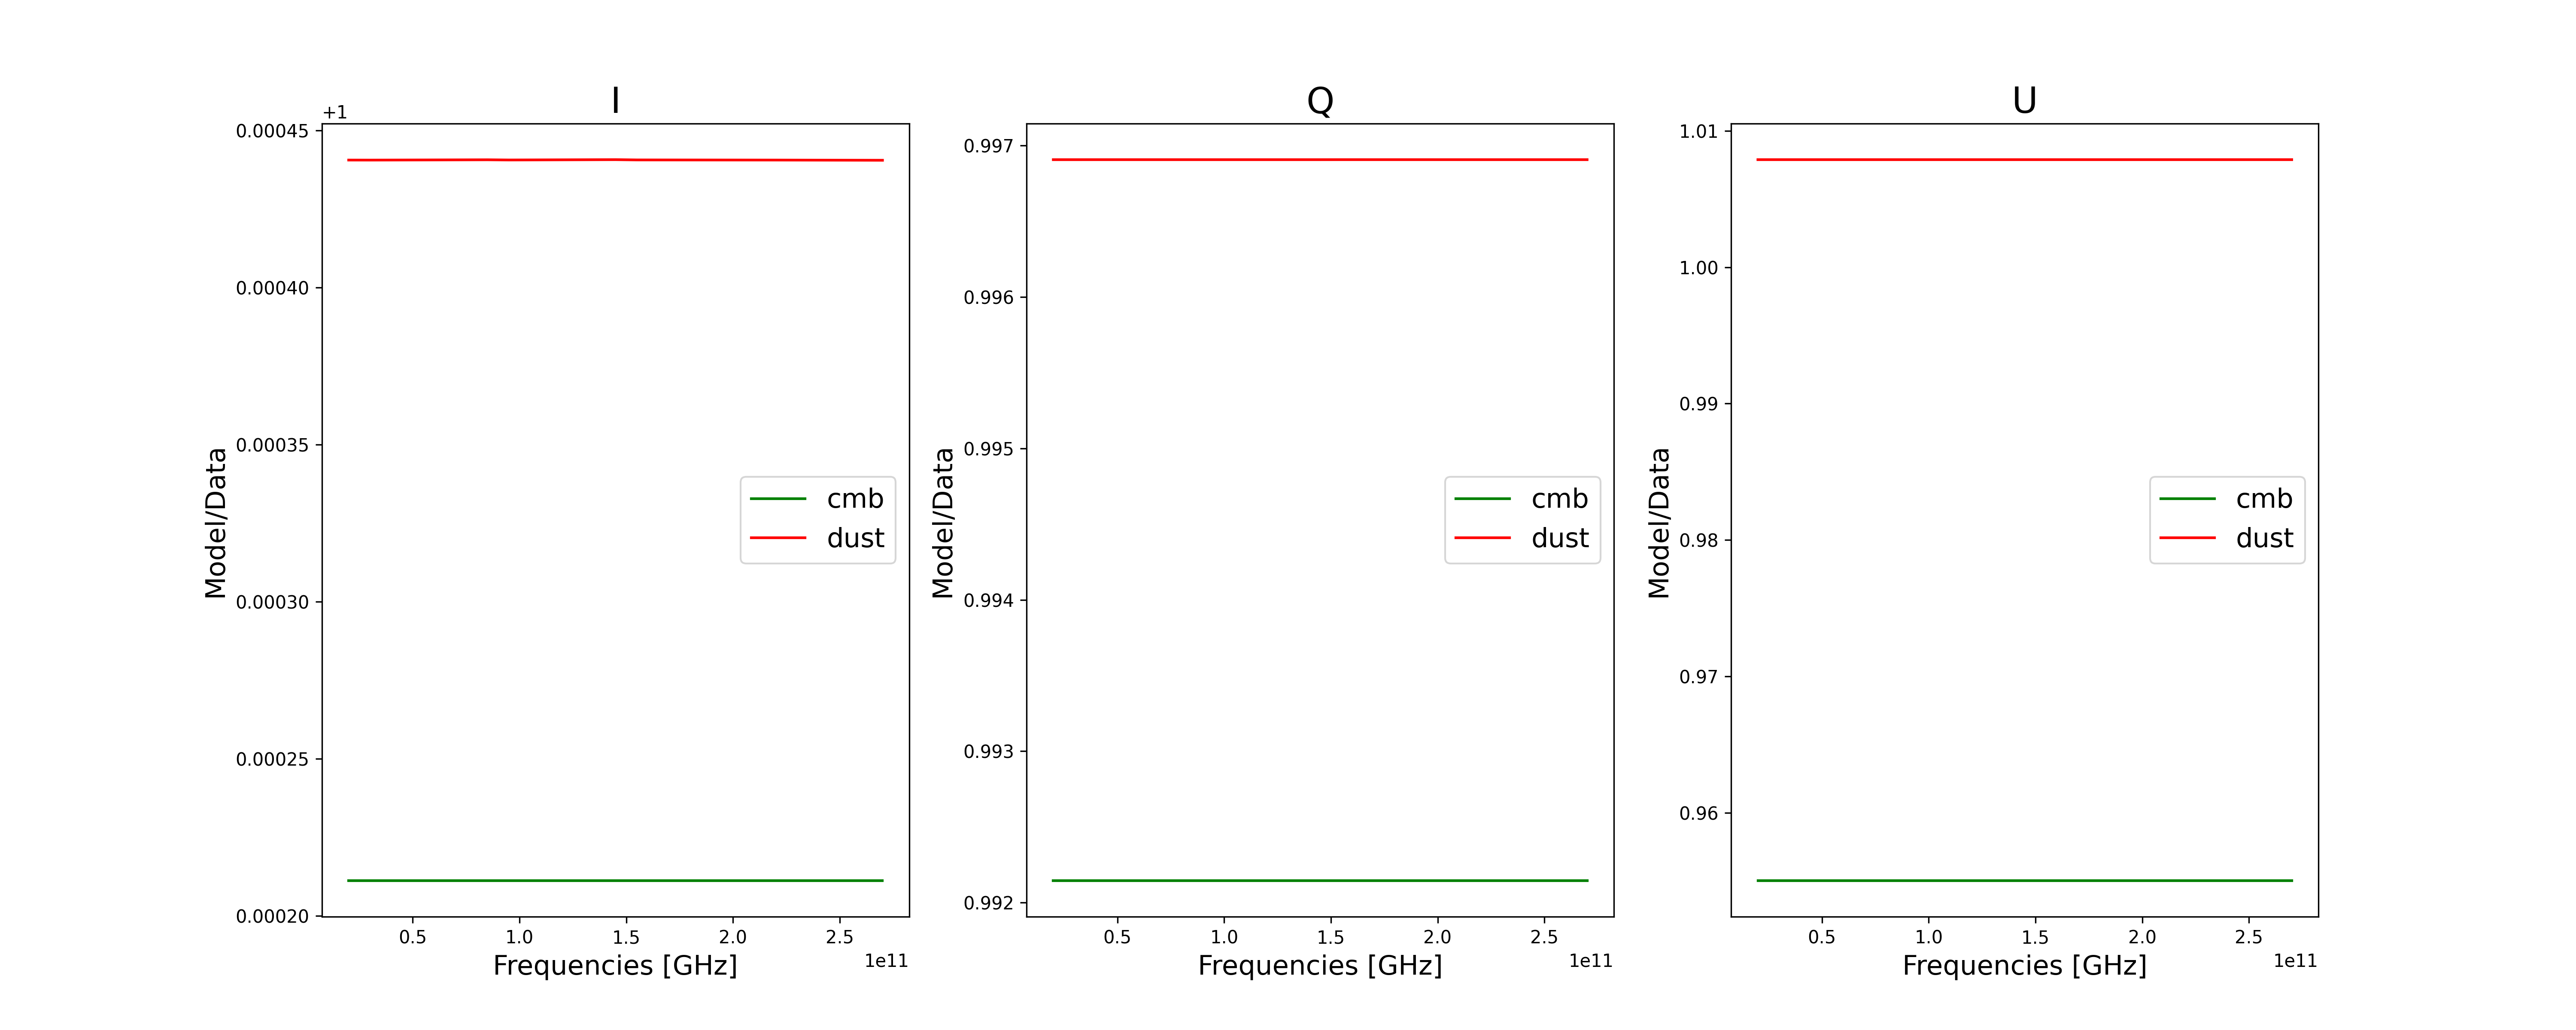 I
+1
0.00045
0.00040
0.00035
0.00030
0.00025
0.00020
Model/Data
cmb
dust
0.5 1.0 1.5 2.0 2.5
Frequencies [GHz]
1e11
Q
0.997
0.996
0.995
0.994
0.993
0.992
Model/Data
cmb
dust
0.5 1.0 1.5 2.0 2.5
Frequencies [GHz]
1e11
U
1.01
1.00
0.99
0.98
0.97
0.96
Model/Data
cmb
dust
0.5 1.0 1.5 2.0 2.5
Frequencies [GHz]
1e11